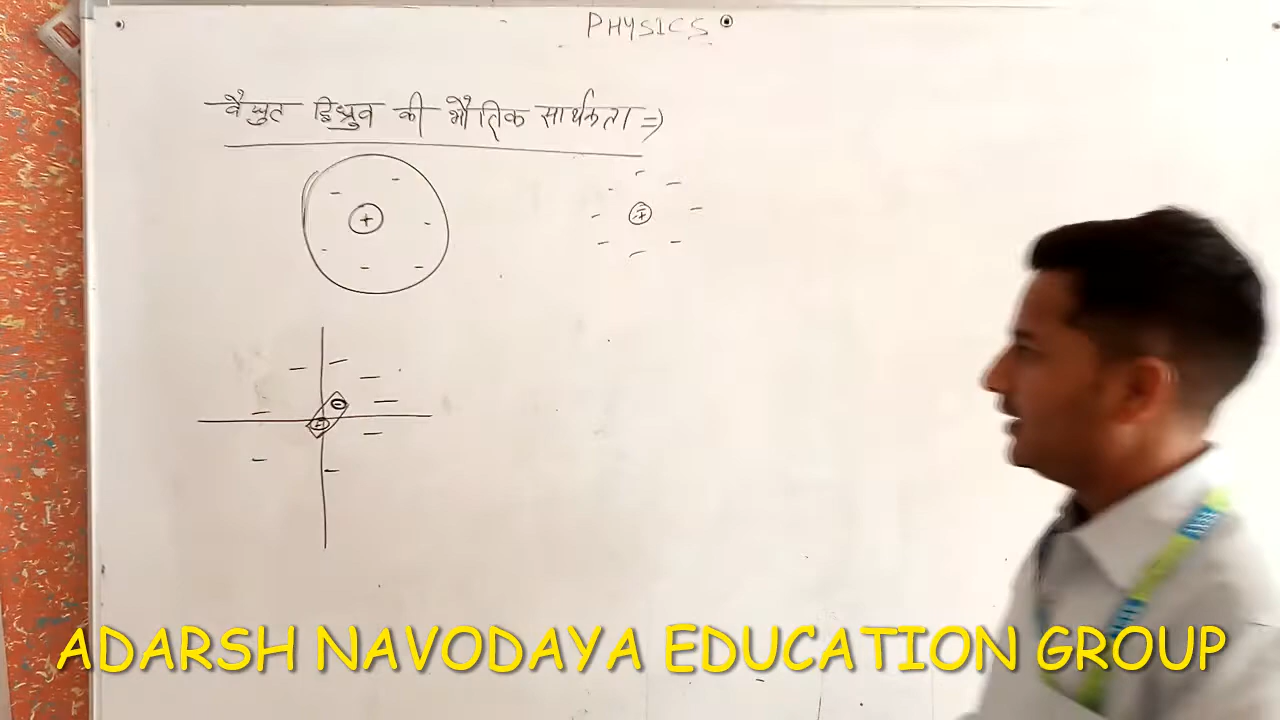 PHYSICS
वैद्युत द्विध्रुव की भौतिक सार्थकता =>
ADARSH NAVODAYA EDUCATION GROUP